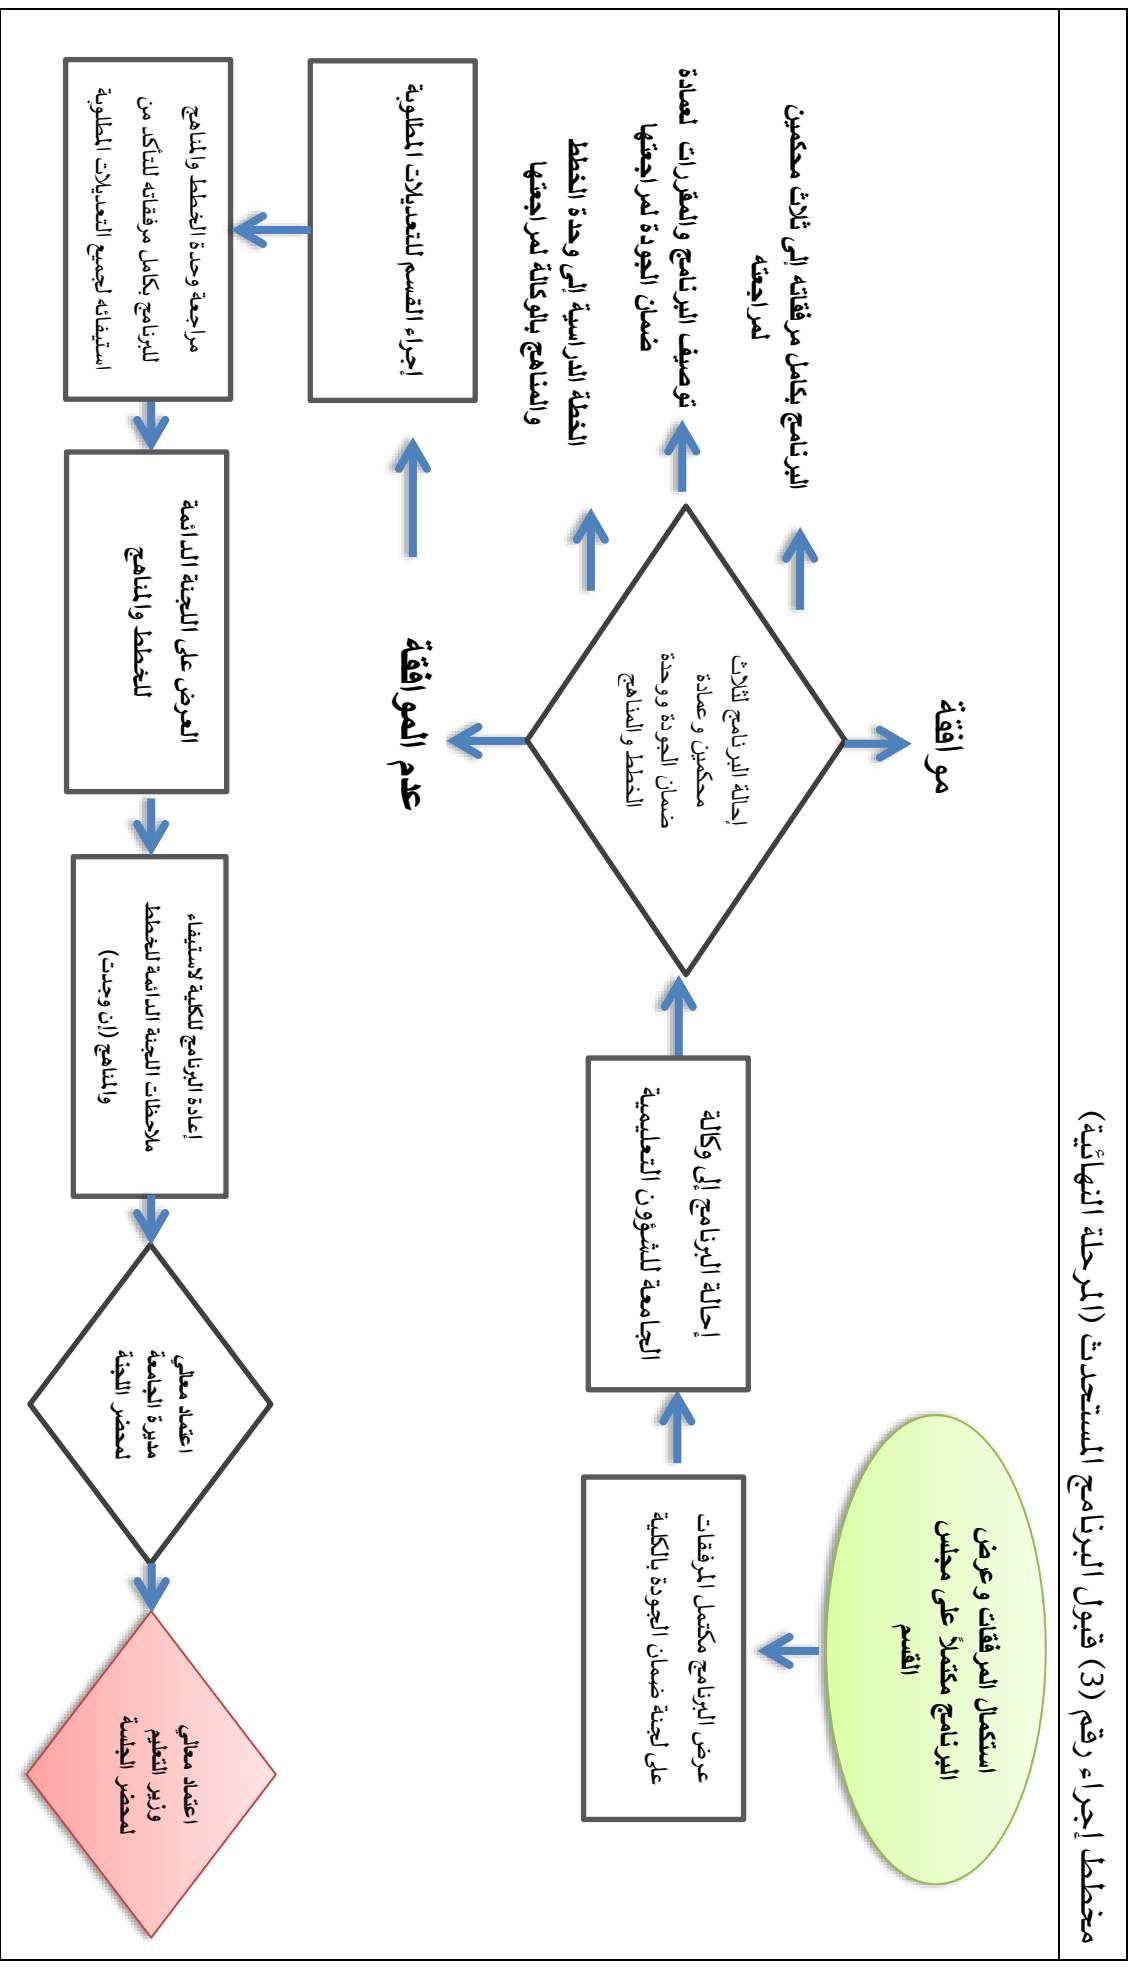 مخطط إجراء رقم (3) قبول البرنامج المستحدث (المرحلة النهائية)
استكمال المرفقات وعرض
البرنامج مكتملاً على مجلس
القسم
عرض البرنامج مكتمل المرفقات
على لجنة ضمان الجودة بالكلية
إحالة البرنامج إلى وكالة
الجامعة للشؤون التعليمية
إحالة البرنامج لثلاث
محكمين وعمادة
ضمان الجودة ووحدة
الخطط والمناهج
موافقة
عدم الموافقة
البرنامج بكامل مرفقاته إلى ثلاث محكمين
لمراجعته
توصيف البرنامج والمقررات لعمادة
ضمان الجودة لمراجعتها
الخطة الدراسية إلى وحدة الخطط
والمناهج بالوكالة لمراجعتها
إجراء القسم للتعديلات المطلوبة
مراجعة وحدة الخطط والمناهج
للبرنامج بكامل مرفقاته للتأكد من
استيفائه لجميع التعديلات المطلوبة
العرض على اللجنة الدائمة
للخطط والمناهج
إعادة البرنامج للكلية لاستيفاء
ملاحظات اللجنة الدائمة للخطط
والمناهج (إن وجدت)
اعتماد معالي
مديرة الجامعة
لمحضر اللجنة
اعتماد معالي
وزير التعليم
لمحضر الجلسة